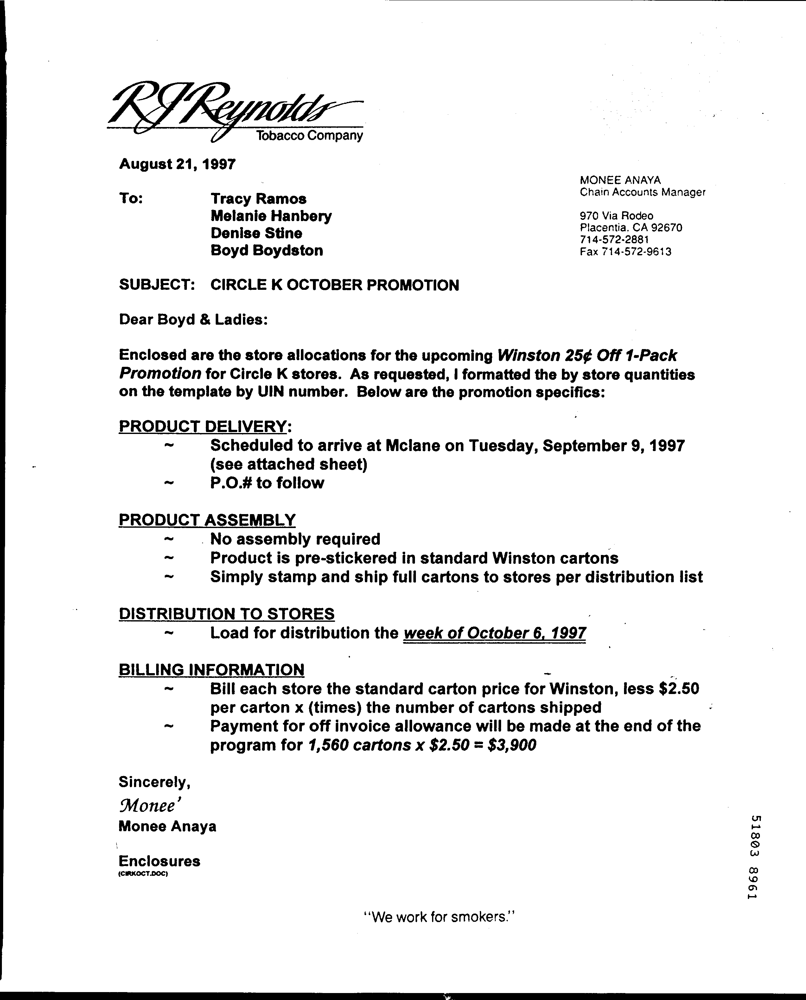 RJReynolds
Tobacco Company
August 21, 1997
MONEE ANAYA
Chain Accounts Manager
970 Via Rodeo
Placentia, CA 92670
714-572-2881
Fax 714-572-9613
To: Tracy Ramos
Melanie Hanbery
Denise Stine
Boyd Boydston
SUBJECT: CIRCLE K OCTOBER PROMOTION
Dear Boyd & Ladies:
Enclosed are the store allocations for the upcoming Winston 25¢ Off 1-Pack
Promotion for Circle K stores. As requested, I formatted the by store quantities
on the template by UIN number. Below are the promotion specifics:
PRODUCT DELIVERY:
~ Scheduled to arrive at Mclane on Tuesday, September 9, 1997
(see attached sheet)
~ P.O.# to follow
PRODUCT ASSEMBLY
~ No assembly required
~ Product is pre-stickered in standard Winston cartons
~ Simply stamp and ship full cartons to stores per distribution list
DISTRIBUTION TO STORES
~ Load for distribution the week of October 6, 1997
BILLING INFORMATION
~ Bill each store the standard carton price for Winston, less $2.50
per carton x (times) the number of cartons shipped
~ Payment for off invoice allowance will be made at the end of the
program for 1,560 cartons x $2.50 = $3,900
Sincerely,
Monee'
Monee Anaya
Enclosures
(CIRKOCT.DOC)
"We work for smokers."
51803 8961